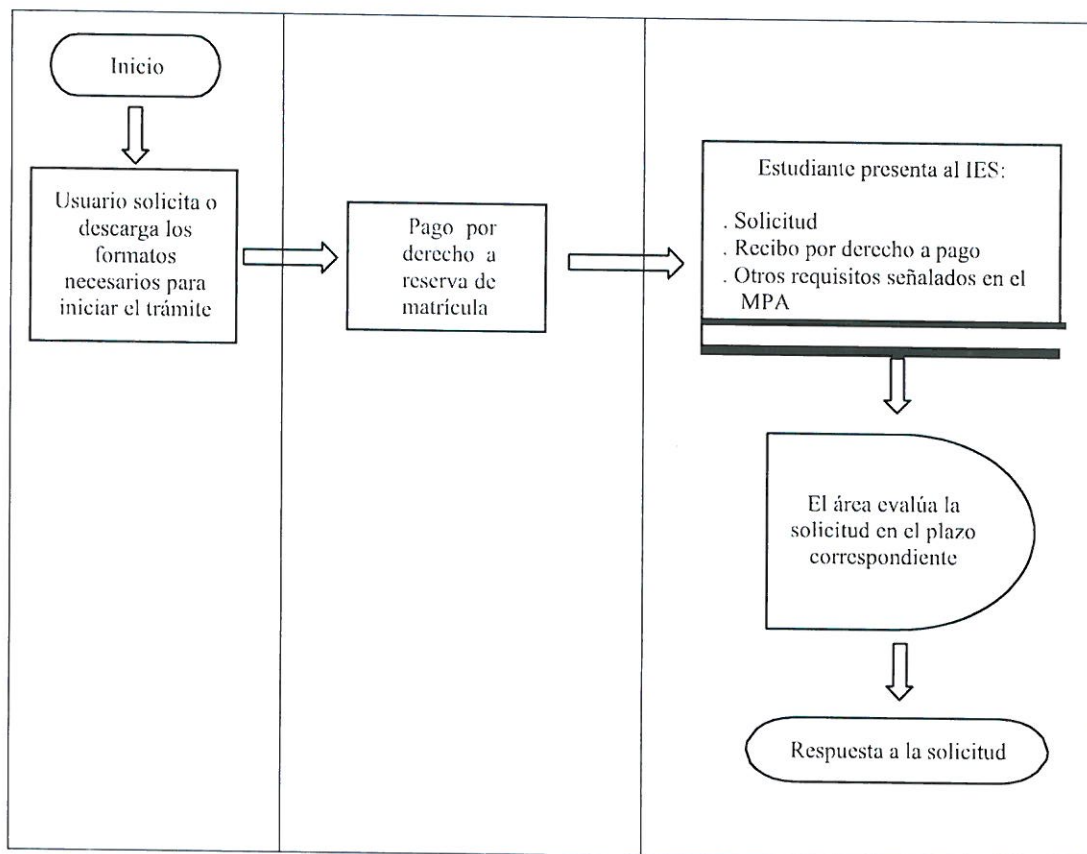 Inicio
Usuario solicita o
descarga los
formatos
necesarios para
iniciar el trámite
Pago por
derecho a
reserva de
matrícula
Estudiante presenta al IES:
. Solicitud
. Recibo por derecho a pago
. Otros requisitos señalados en el
MPA
El área evalúa la
solicitud en el plazo
correspondiente
Respuesta a la solicitud